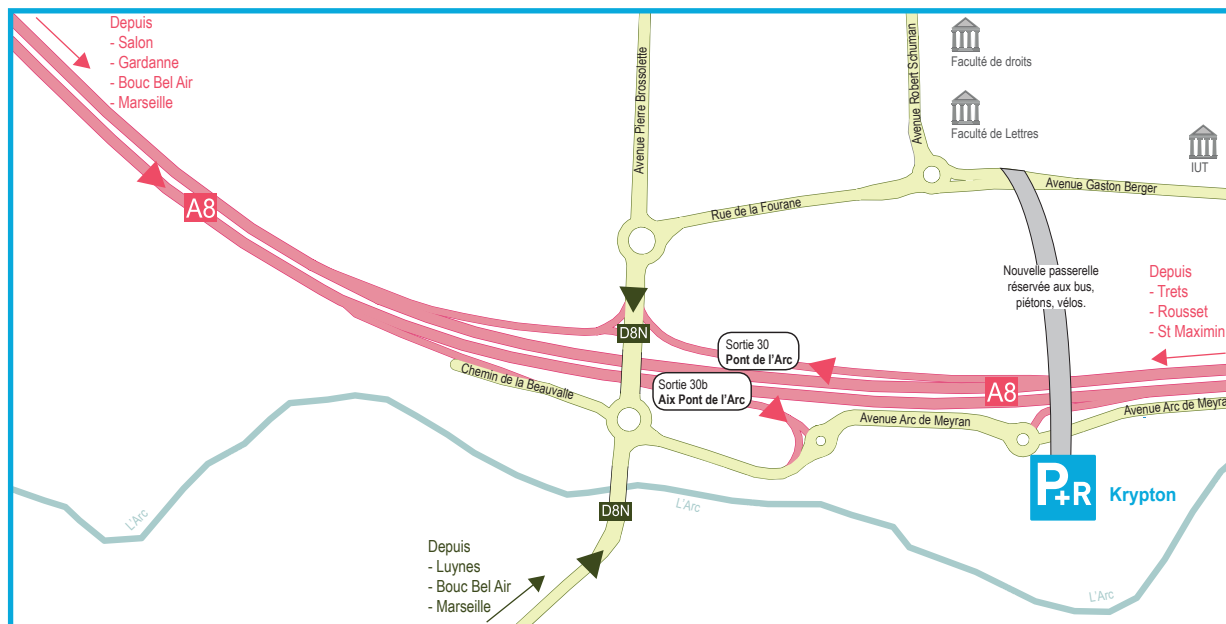 Depuis
- Salon
- Gardanne
- Bouc Bel Air
- Marseille
Avenue Pierre Brossolette
Avenue Robert Schuman
Faculté de droits
Faculté de Lettres
IUT
A8
Rue de la Fourane
Avenue Gaston Berger
Nouvelle passerelle
réservée aux bus,
piétons, vélos.
Depuis
- Trets
- Rousset
- St Maximin
D8N
Sortie 30
Pont de l'Arc
Sortie 30b
Aix Pont de l'Arc
A8
Chemin de la Beauvalle
Avenue Arc de Meyran
Avenue Arc de Meyra
P+R
Krypton
L'Arc
L'Arc
L'Arc
D8N
Depuis
- Luynes
- Bouc Bel Air
- Marseille